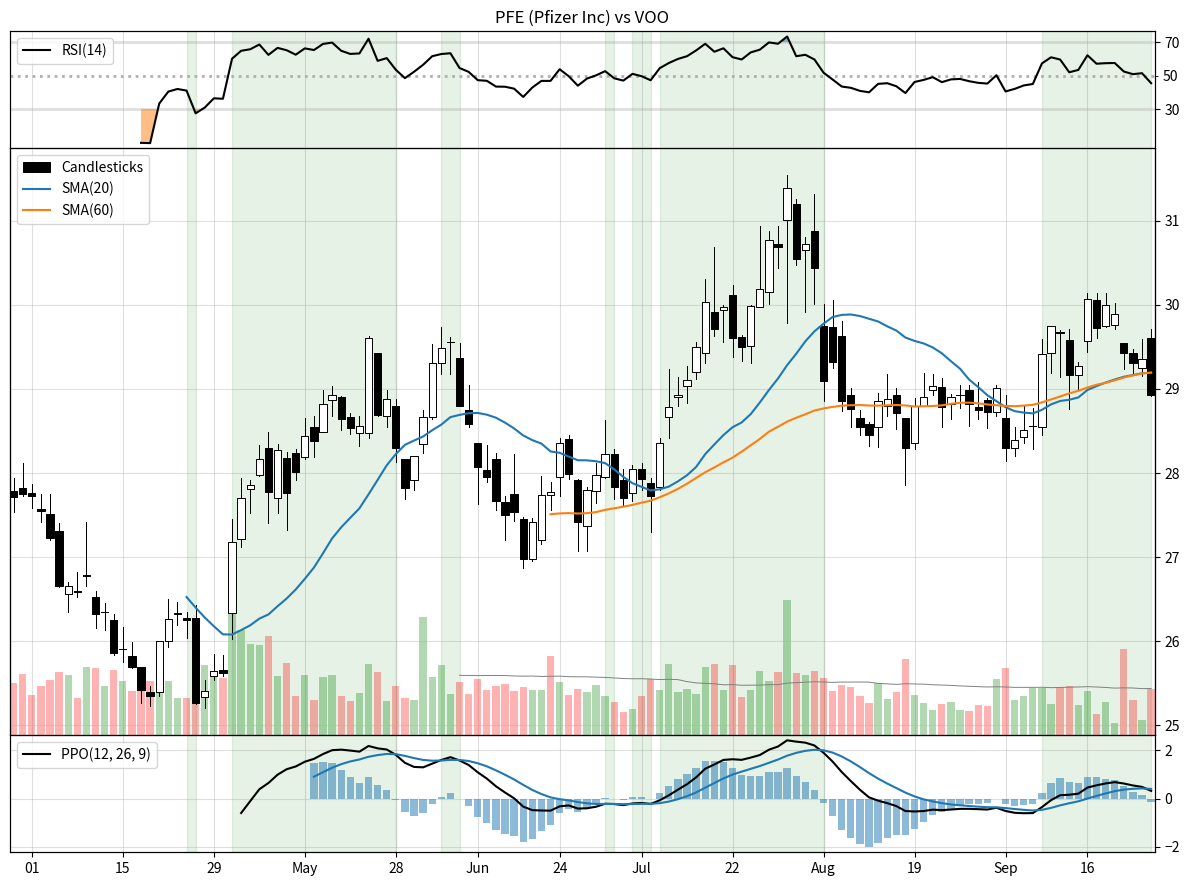 PFE (Pfizer Inc) vs VOO
RSI(14)
70
50
30
Candlesticks
SMA(20)
SMA(60)
31
30
29
28
27
26
25
PPO(12, 26, 9)
2
0
−2
01 15 29 May 28 Jun 24 Jul 22 Aug 19 Sep 16